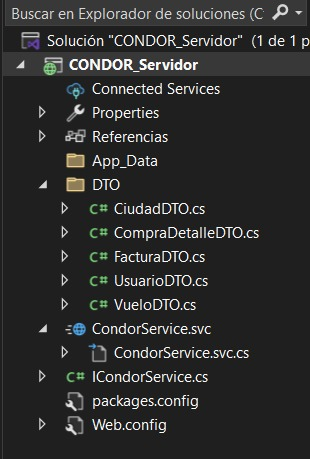 Buscar en Explorador de soluciones (C
Solución "CONDOR_Servidor" (1 de 1 p
CONDOR_Servidor
Connected Services
Properties
Referencias
App_Data
DTO
C# CiudadDTO.cs
C# CompraDetalleDTO.cs
C# FacturaDTO.cs
C# UsuarioDTO.cs
C# VueloDTO.cs
CondorService.svc
CondorService.svc.cs
C# ICondorService.cs
packages.config
Web.config